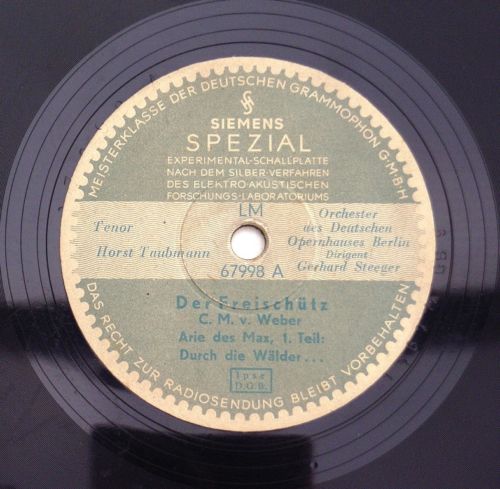 MEISTERKLASSE DER DEUTSCHEN GRAMMOPHON G·M·B·H
SIEMENS
SPEZIAL
EXPERIMENTAL-SCHALLPLATTE
NACH DEM SILBER-VERFAHREN
DES ELEKTRO-AKUSTISCHEN
FORSCHUNGS-LABORATORIUMS
Tenor
Horst Taubmann
LM
67998 A
Orchester
des Deutschen
Opernhauses Berlin
Dirigent
Gerhard Steeger
Der Freischütz
C. M. v. Weber
Arie des Max, 1. Teil:
Durch die Wälder...
DAS RECHT ZUR RADIOSENDUNG BLEIBT VORBEHALTEN